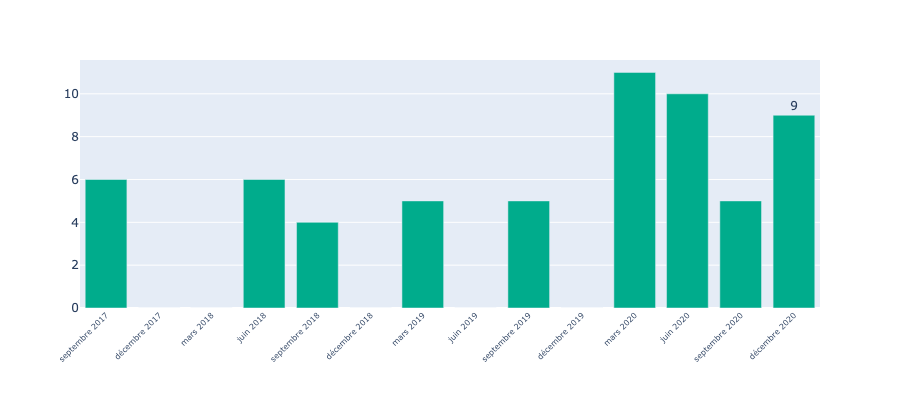 10
8
6
4
2
0
9
septembre 2017
décembre 2017
mars 2018
juin 2018
septembre 2018
décembre 2018
mars 2019
juin 2019
septembre 2019
décembre 2019
mars 2020
juin 2020
septembre 2020
décembre 2020